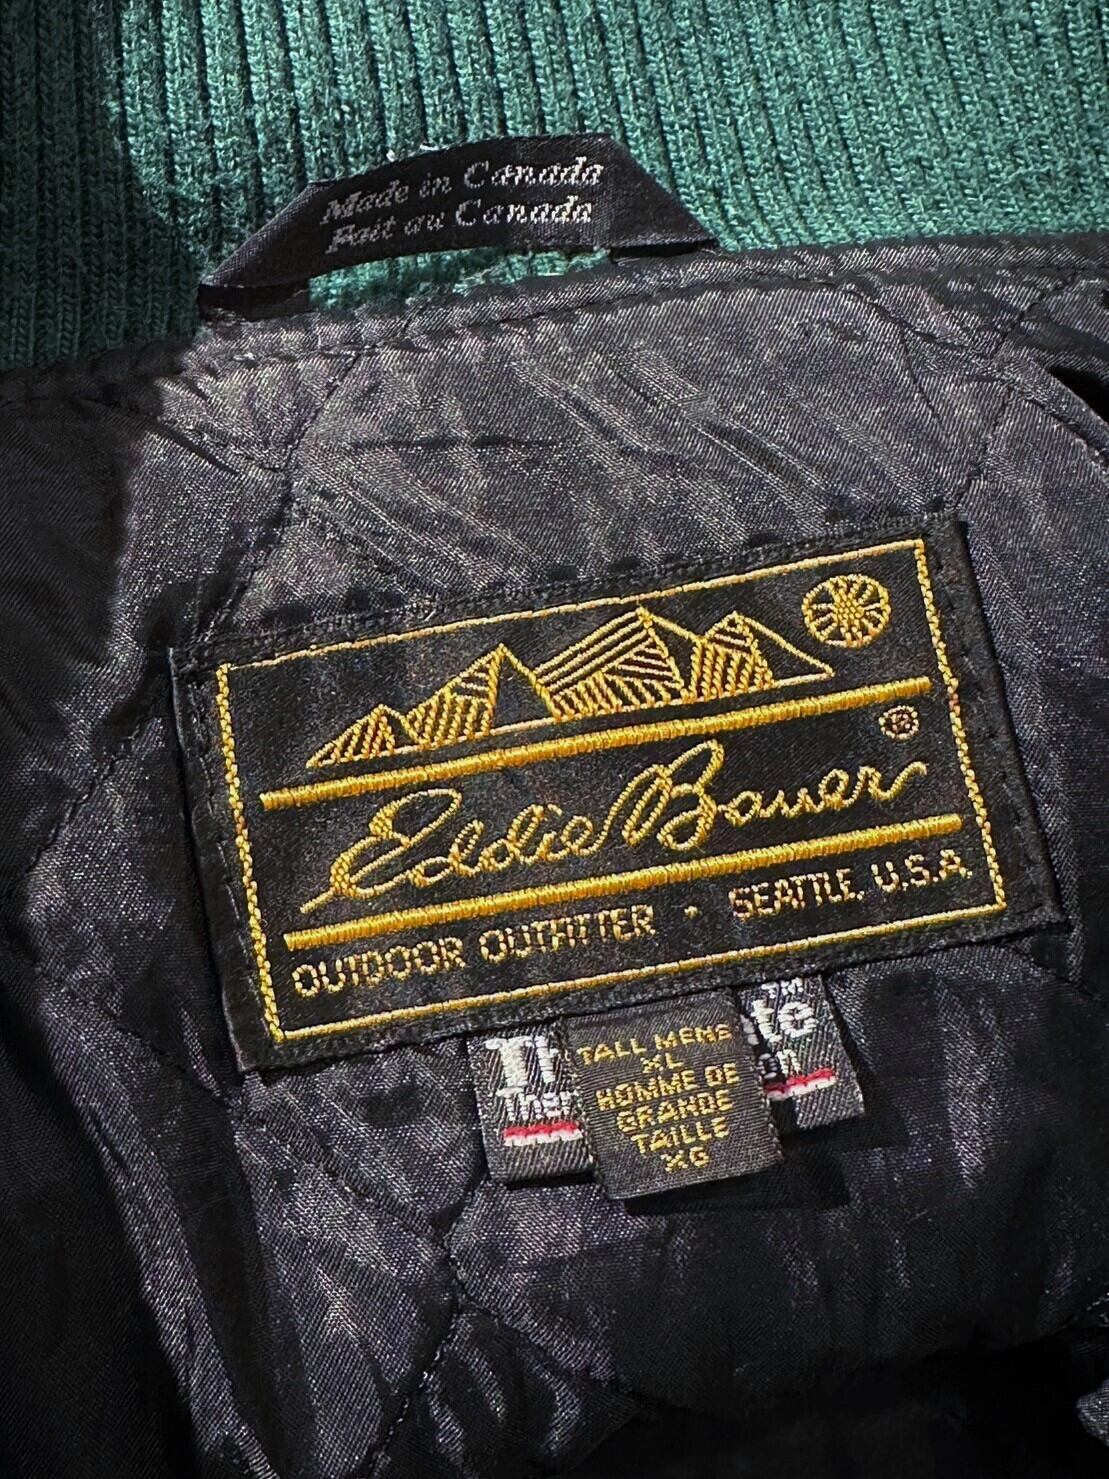 Made in Canada
Fait au Canada
Eddie Bauer ®
OUTDOOR OUTFITTER · SEATTLE, U.S.A.
TALL MENS
XL
HOMME DE
GRANDE
TAILLE
XG